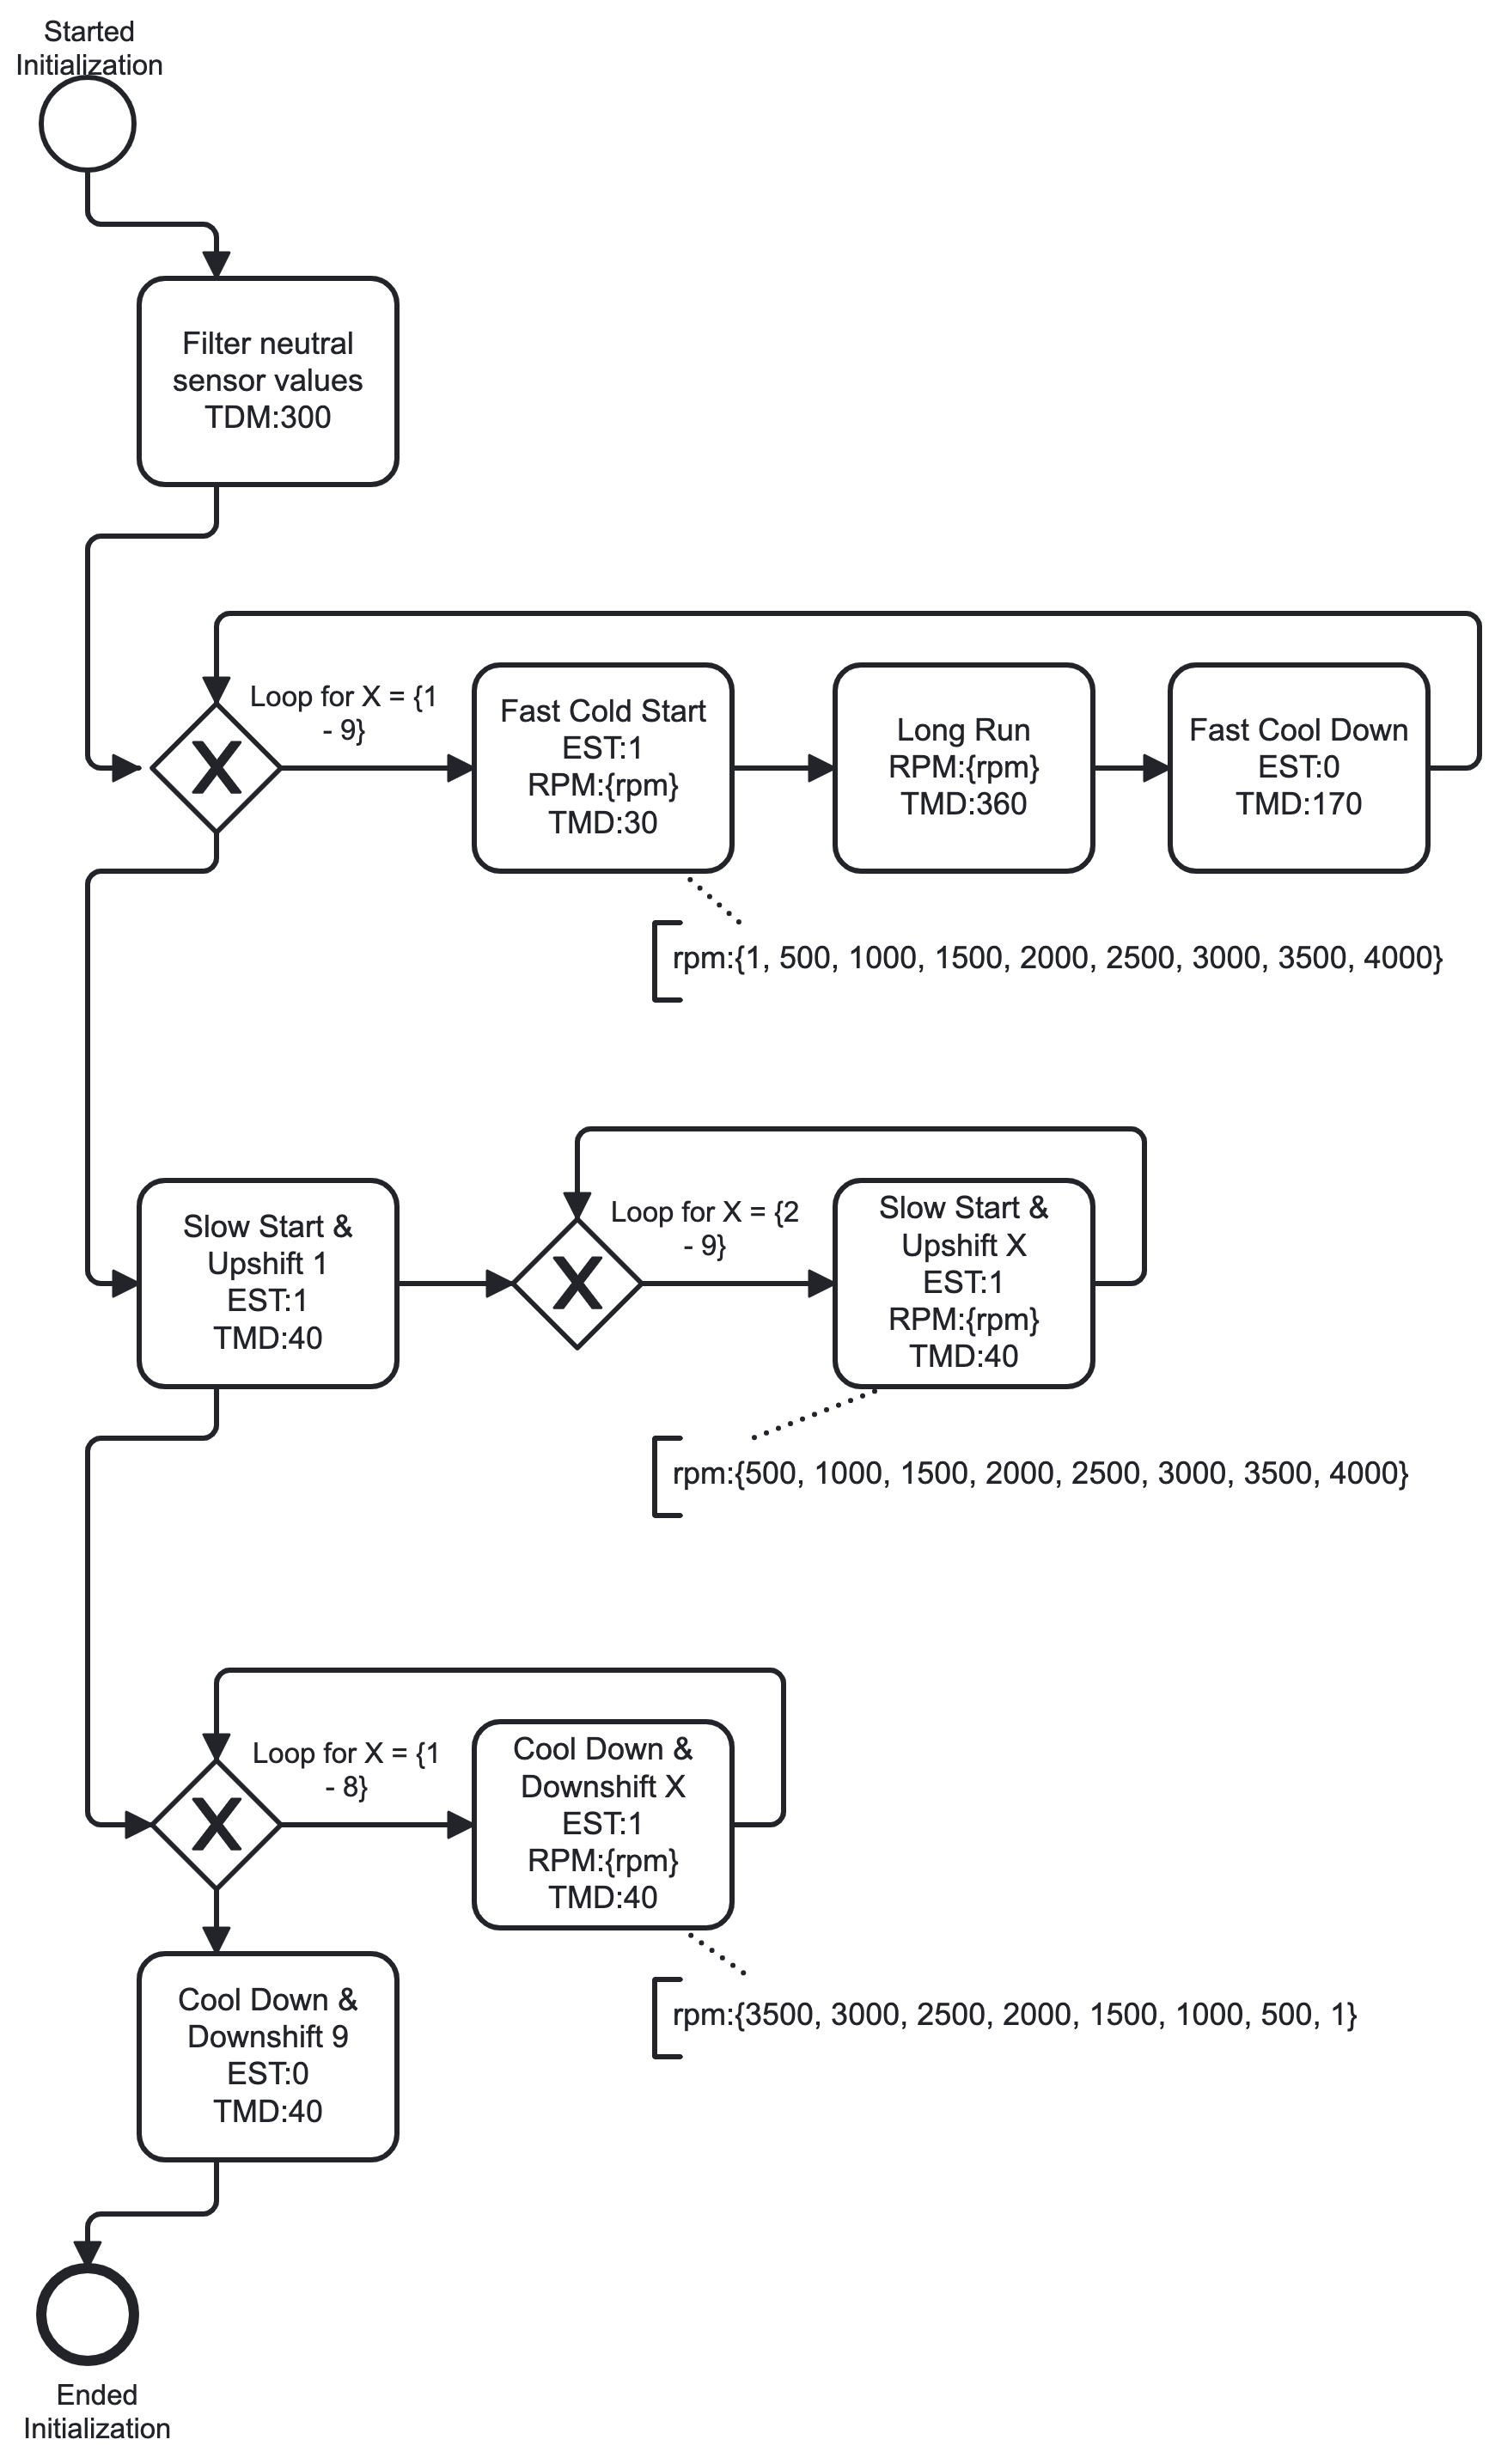 Started
Initialization
Filter neutral
sensor values
TDM:300
Loop for X = {1
- 9}
X
Fast Cold Start
EST:1
RPM:{rpm}
TMD:30
Long Run
RPM:{rpm}
TMD:360
Fast Cool Down
EST:0
TMD:170
rpm:{1, 500, 1000, 1500, 2000, 2500, 3000, 3500, 4000}
Slow Start &
Upshift 1
EST:1
TMD:40
Loop for X = {2
- 9}
X
Slow Start &
Upshift X
EST:1
RPM:{rpm}
TMD:40
rpm:{500, 1000, 1500, 2000, 2500, 3000, 3500, 4000}
Loop for X = {1
- 8}
X
Cool Down &
Downshift X
EST:1
RPM:{rpm}
TMD:40
rpm:{3500, 3000, 2500, 2000, 1500, 1000, 500, 1}
Cool Down &
Downshift 9
EST:0
TMD:40
Ended
Initialization